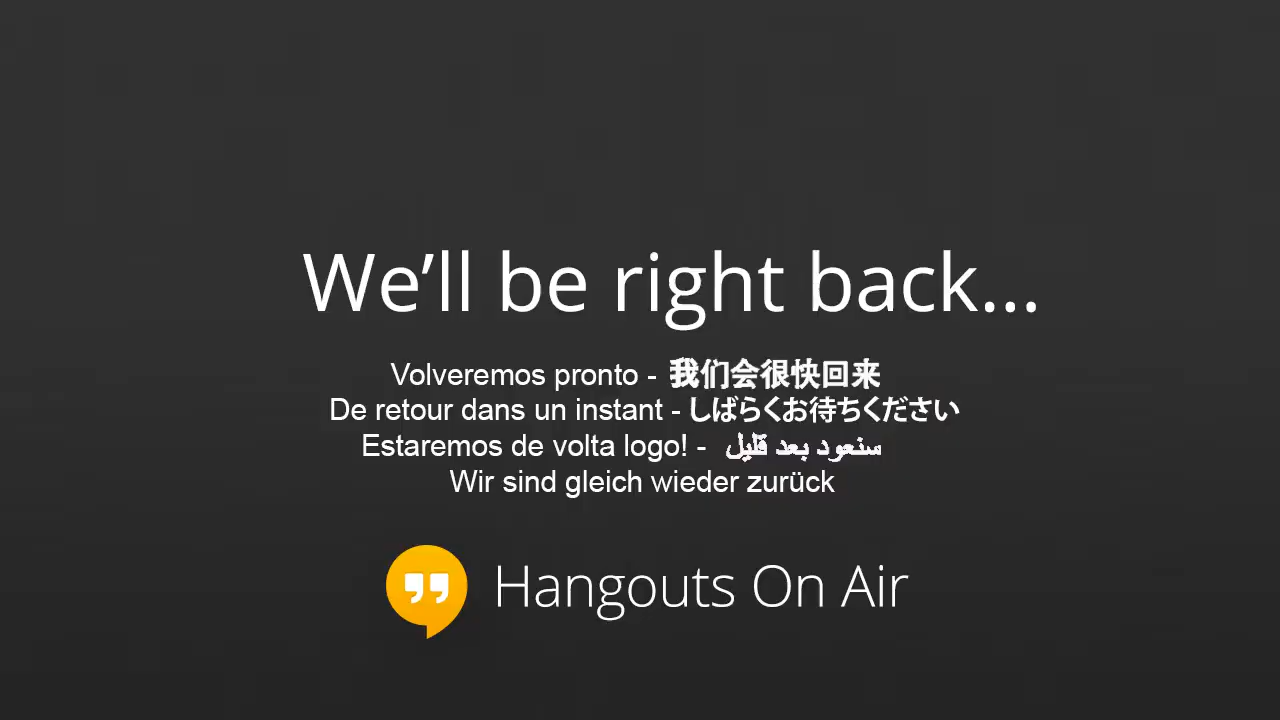 We’ll be right back...
Volveremos pronto - 我们会很快回来
De retour dans un instant - しばらくお待ちください
Estaremos de volta logo! - سنعود بعد قليل
Wir sind gleich wieder zurück
Hangouts On Air